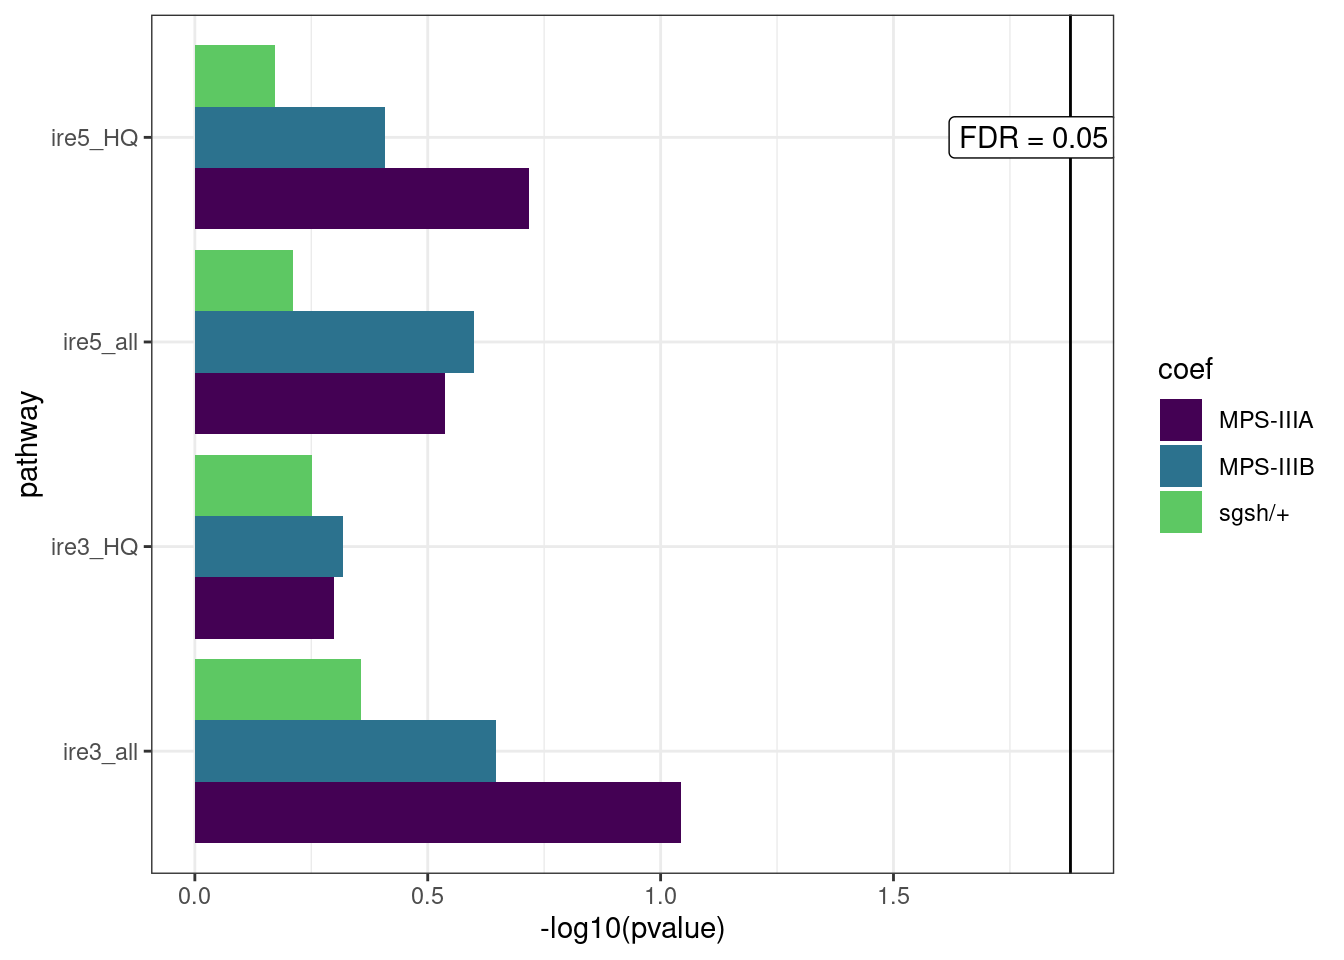 ire5_HQ
ire5_all
ire3_HQ
ire3_all
pathway
FDR = 0.05
0.0
0.5
1.0
1.5
-log10(pvalue)
coef
MPS-IIIA
MPS-IIIB
sgsh/+